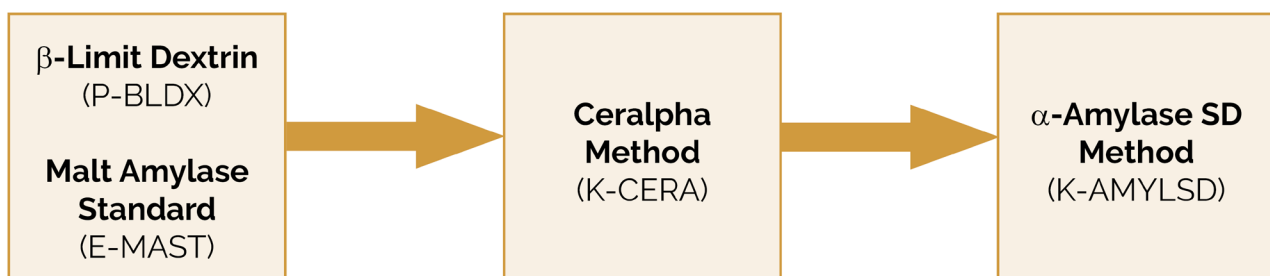 β-Limit Dextrin
(P-BLDX)
Malt Amylase
Standard
(E-MAST)
Ceralpha
Method
(K-CERA)
α-Amylase SD
Method
(K-AMYLSD)